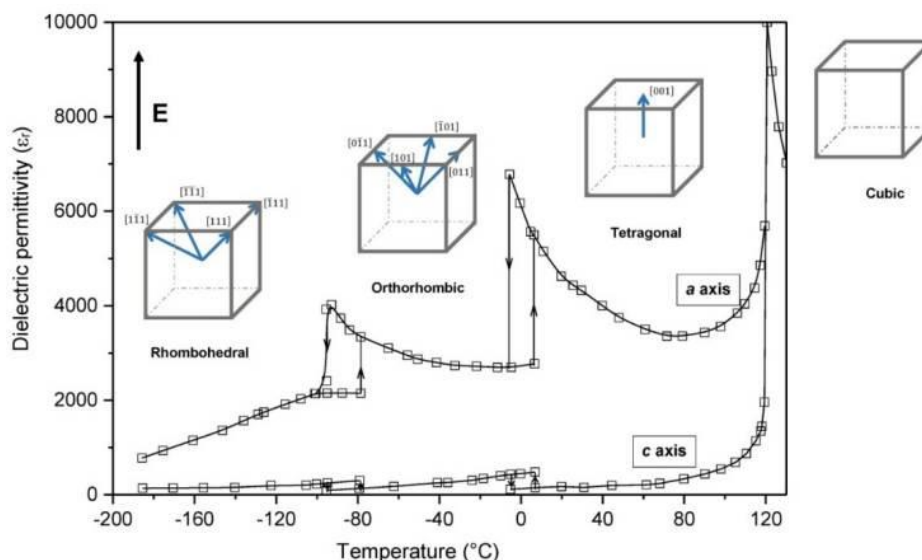 10000
8000
6000
4000
2000
0
Dielectric permittivity (εr)
E
[11̄1]
[1̄1̄1]
[111]
[1̄11]
Rhombohedral
[01̄1]
[101]
[1̄01]
[011]
Orthorhombic
[001]
Tetragonal
Cubic
a axis
c axis
-200 -160 -120 -80 -40 0 40 80 120
Temperature (°C)